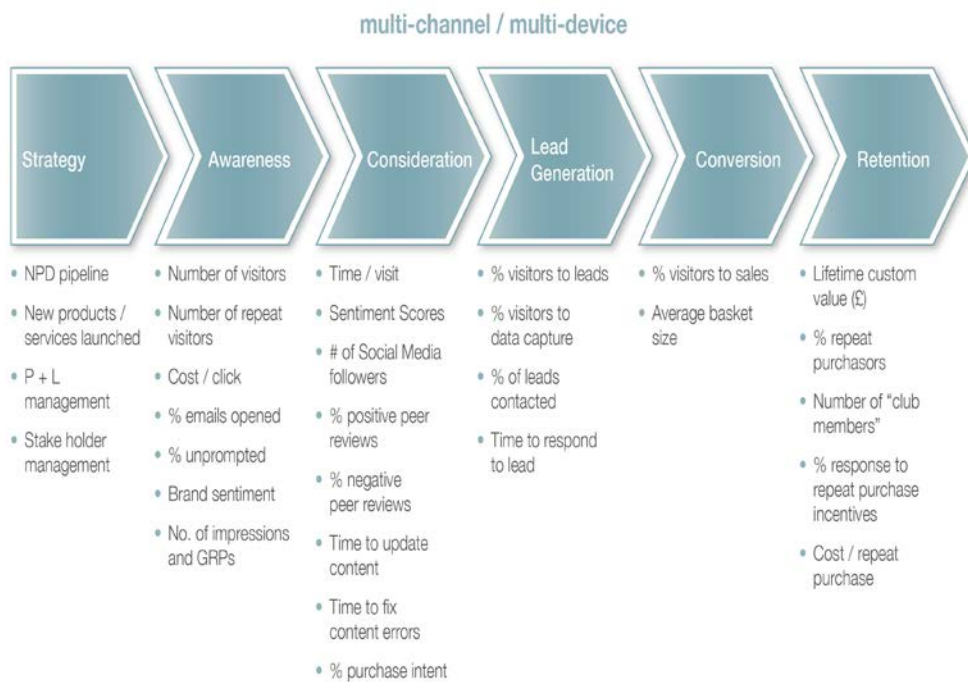 multi-channel / multi-device
Strategy
Awareness
Consideration
Lead
Generation
Conversion
Retention
• NPD pipeline
• New products /
services launched
• P + L
management
• Stake holder
management
• Number of visitors
• Number of repeat
visitors
• Cost / click
• % emails opened
• % unprompted
• Brand sentiment
• No. of impressions
and GRPs
• Time / visit
• Sentiment Scores
• # of Social Media
followers
• % positive peer
reviews
• % negative
peer reviews
• Time to update
content
• Time to fix
content errors
• % purchase intent
• % visitors to leads
• % visitors to
data capture
• % of leads
contacted
• Time to respond
to lead
• % visitors to sales
• Average basket
size
• Lifetime custom
value (£)
• % repeat
purchasors
• Number of “club
members”
• % response to
repeat purchase
incentives
• Cost / repeat
purchase